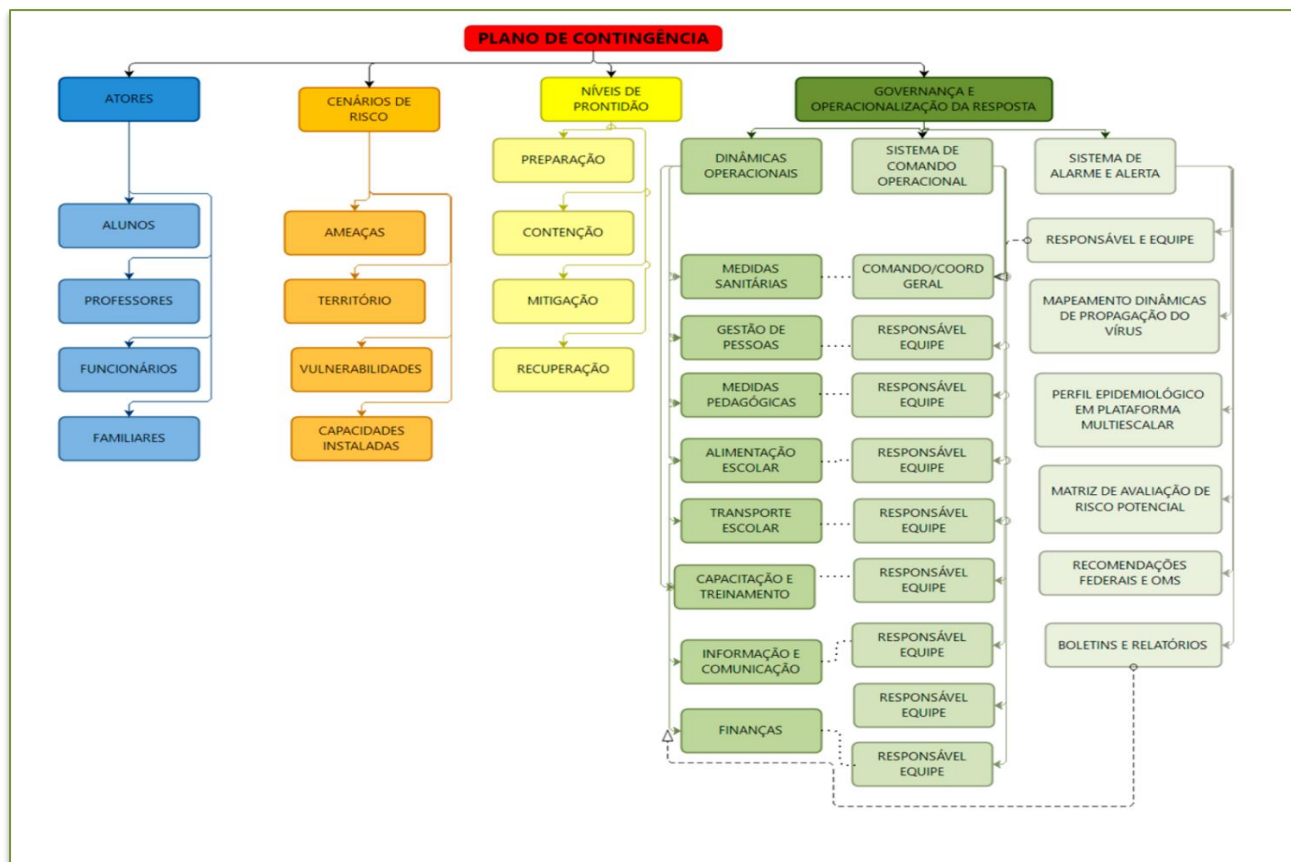 PLANO DE CONTINGÊNCIA
ATORES
ALUNOS
PROFESSORES
FUNCIONÁRIOS
FAMILIARES
CENÁRIOS DE
RISCO
AMEAÇAS
TERRITÓRIO
VULNERABILIDADES
CAPACIDADES
INSTALADAS
NÍVEIS DE
PRONTIDÃO
PREPARAÇÃO
CONTENÇÃO
MITIGAÇÃO
RECUPERAÇÃO
GOVERNANÇA E
OPERACIONALIZAÇÃO DA RESPOSTA
DINÂMICAS
OPERACIONAIS
MEDIDAS
SANITÁRIAS
GESTÃO DE
PESSOAS
MEDIDAS
PEDAGÓGICAS
ALIMENTAÇÃO
ESCOLAR
TRANSPORTE
ESCOLAR
CAPACITAÇÃO E
TREINAMENTO
INFORMAÇÃO E
COMUNICAÇÃO
FINANÇAS
SISTEMA DE
COMANDO
OPERACIONAL
COMANDO/COORD
GERAL
RESPONSÁVEL
EQUIPE
RESPONSÁVEL
EQUIPE
RESPONSÁVEL
EQUIPE
RESPONSÁVEL
EQUIPE
RESPONSÁVEL
EQUIPE
RESPONSÁVEL
EQUIPE
RESPONSÁVEL
EQUIPE
RESPONSÁVEL
EQUIPE
SISTEMA DE
ALARME E ALERTA
RESPONSÁVEL E EQUIPE
MAPEAMENTO DINÂMICAS
DE PROPAGAÇÃO DO
VÍRUS
PERFIL EPIDEMIOLÓGICO
EM PLATAFORMA
MULTIESCALAR
MATRIZ DE AVALIAÇÃO DE
RISCO POTENCIAL
RECOMENDAÇÕES
FEDERAIS E OMS
BOLETINS E RELATÓRIOS